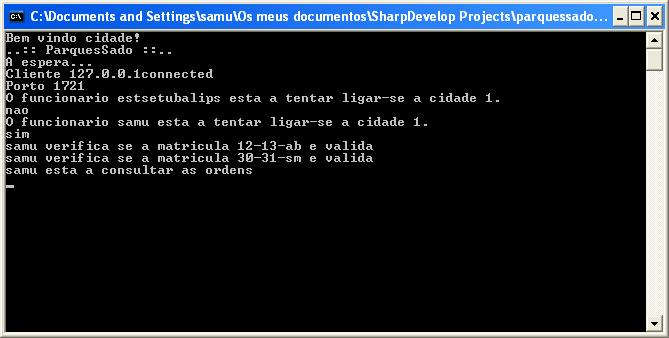 C:\Documents and Settings\samu\Os meus documentos\SharpDevelop Projects\parquessado...
Bem vindo cidade!
..:: ParquesSado ::..
A espera...
Cliente 127.0.0.1connected
Porto 1721
O funcionario estsetubalips esta a tentar ligar-se a cidade 1.
nao
O funcionario samu esta a tentar ligar-se a cidade 1.
sim
samu verifica se a matricula 12-13-ab e valida
samu verifica se a matricula 30-31-sm e valida
samu esta a consultar as ordens